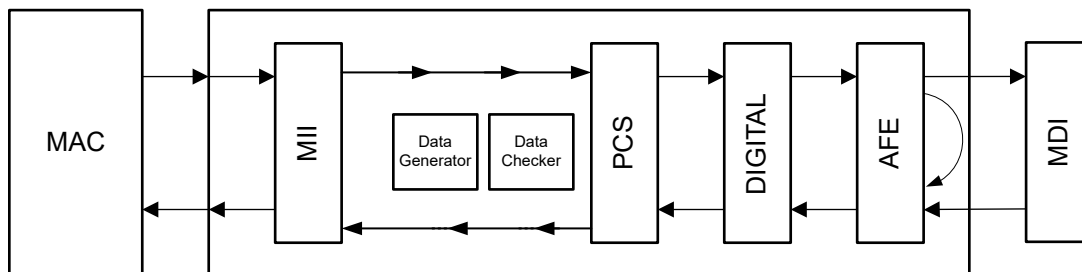 MAC
MII
Data
Generator
Data
Checker
PCS
DIGITAL
AFE
MDI